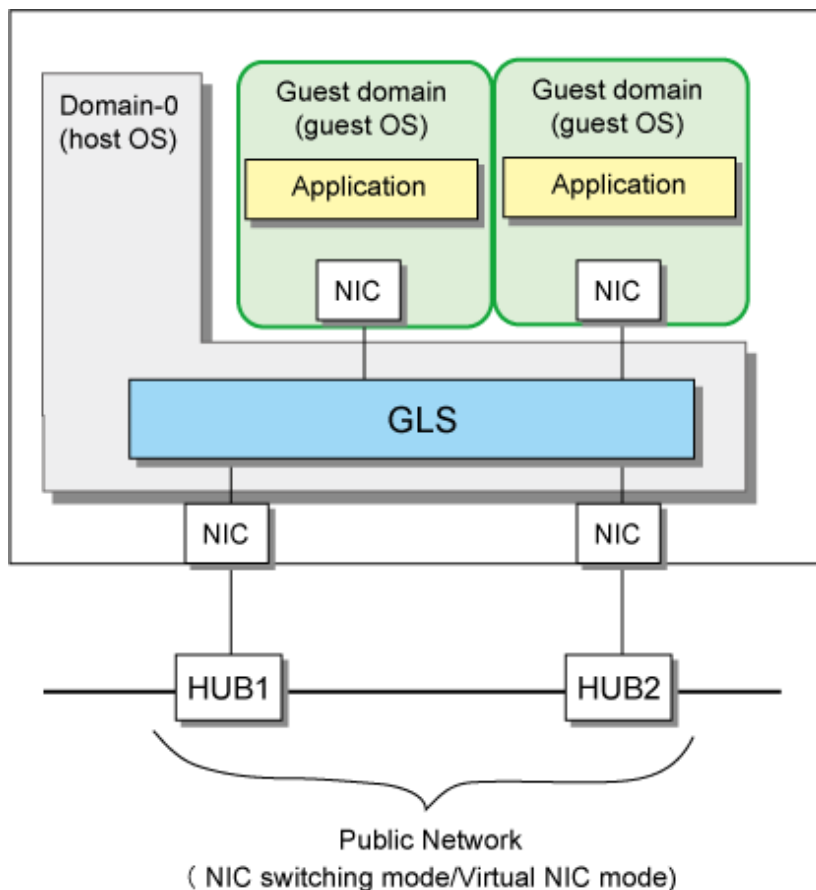 Domain-0
(host OS)
Guest domain
(guest OS)
Application
NIC
Guest domain
(guest OS)
Application
NIC
GLS
NIC
NIC
HUB1
HUB2
Public Network
( NIC switching mode/Virtual NIC mode)